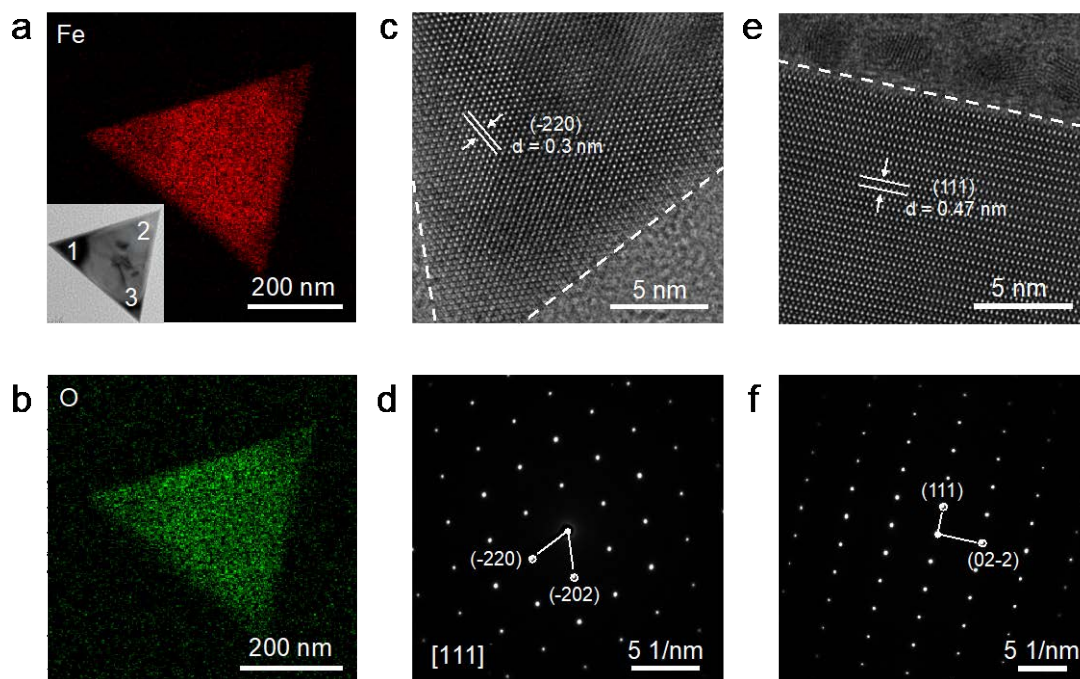 a
Fe
1
2
3
200 nm
c
(-220)
d = 0.3 nm
5 nm
e
(111)
d = 0.47 nm
5 nm
b
O
200 nm
d
(-220)
(-202)
[111]
5 1/nm
f
(111)
(02-2)
5 1/nm